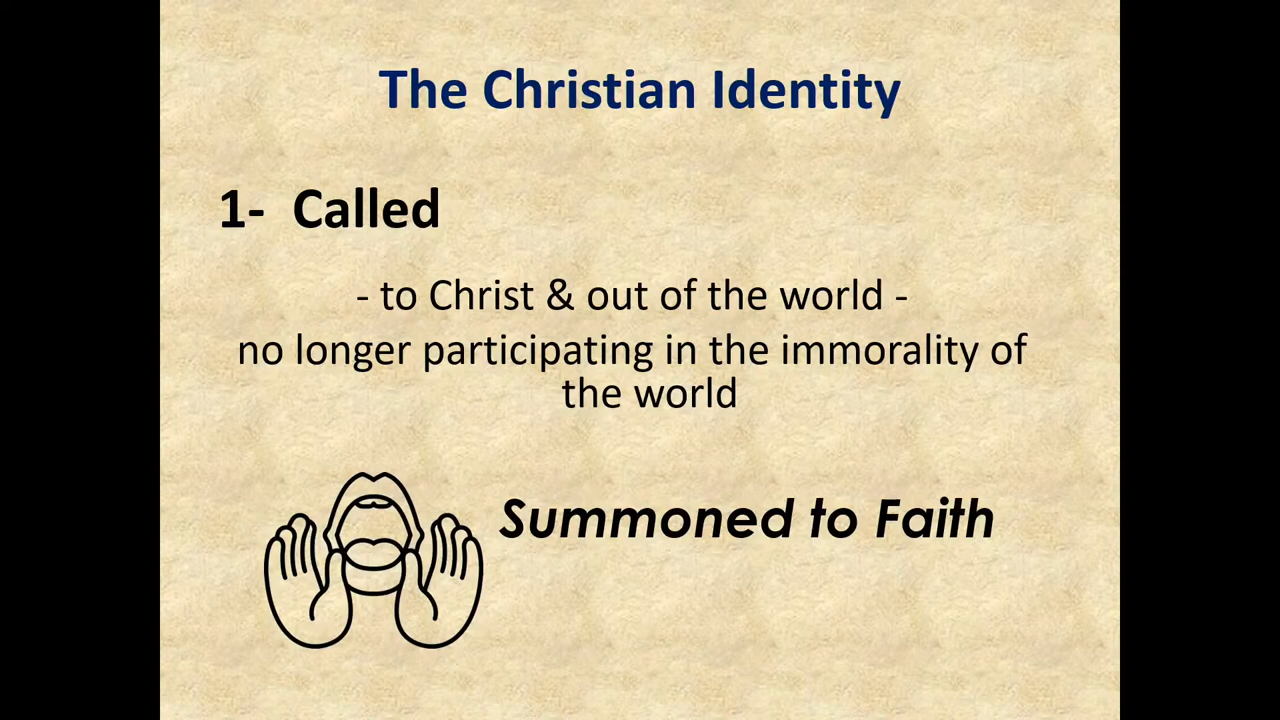 The Christian Identity
1- Called
- to Christ & out of the world -
no longer participating in the immorality of
the world
Summoned to Faith